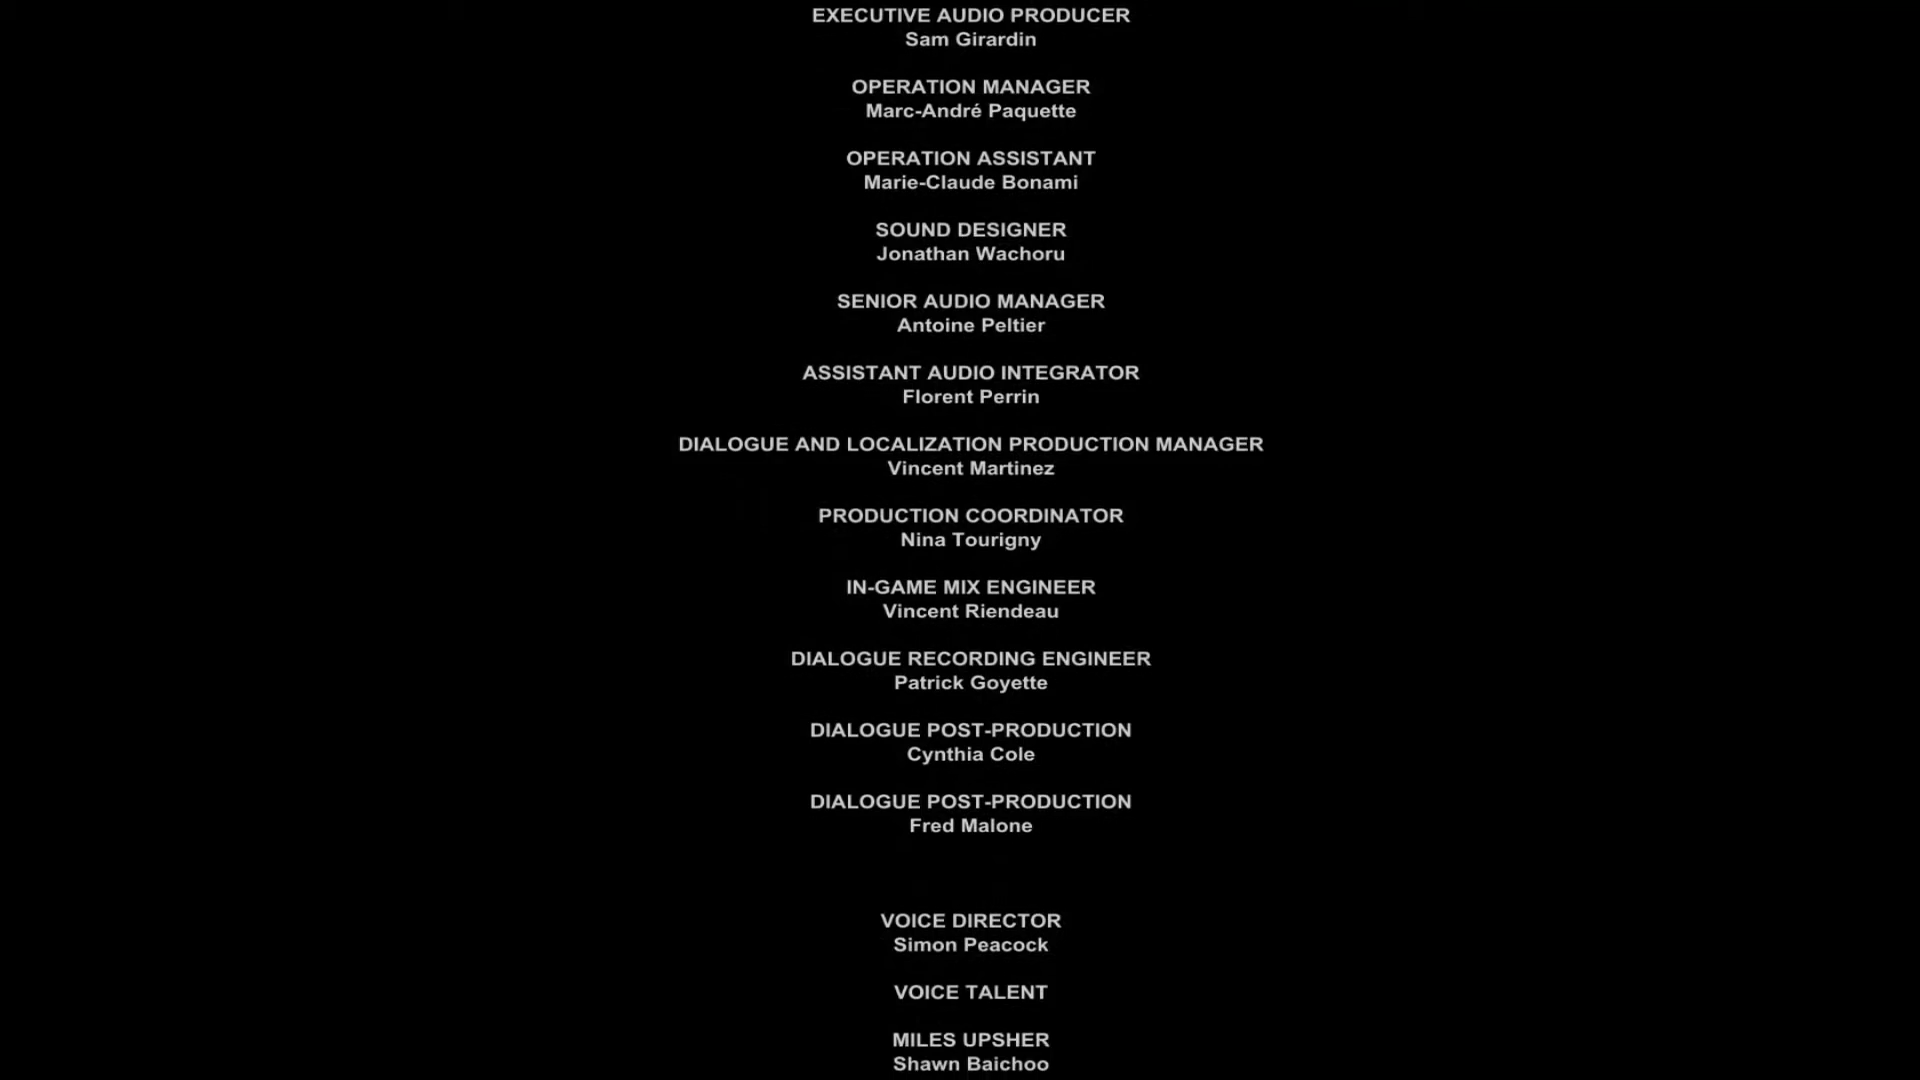 EXECUTIVE AUDIO PRODUCER
Sam Girardin
OPERATION MANAGER
Marc-André Paquette
OPERATION ASSISTANT
Marie-Claude Bonami
SOUND DESIGNER
Jonathan Wachoru
SENIOR AUDIO MANAGER
Antoine Peltier
ASSISTANT AUDIO INTEGRATOR
Florent Perrin
DIALOGUE AND LOCALIZATION PRODUCTION MANAGER
Vincent Martinez
PRODUCTION COORDINATOR
Nina Tourigny
IN-GAME MIX ENGINEER
Vincent Riendeau
DIALOGUE RECORDING ENGINEER
Patrick Goyette
DIALOGUE POST-PRODUCTION
Cynthia Cole
DIALOGUE POST-PRODUCTION
Fred Malone
VOICE DIRECTOR
Simon Peacock
VOICE TALENT
MILES UPSHER
Shawn Baichoo